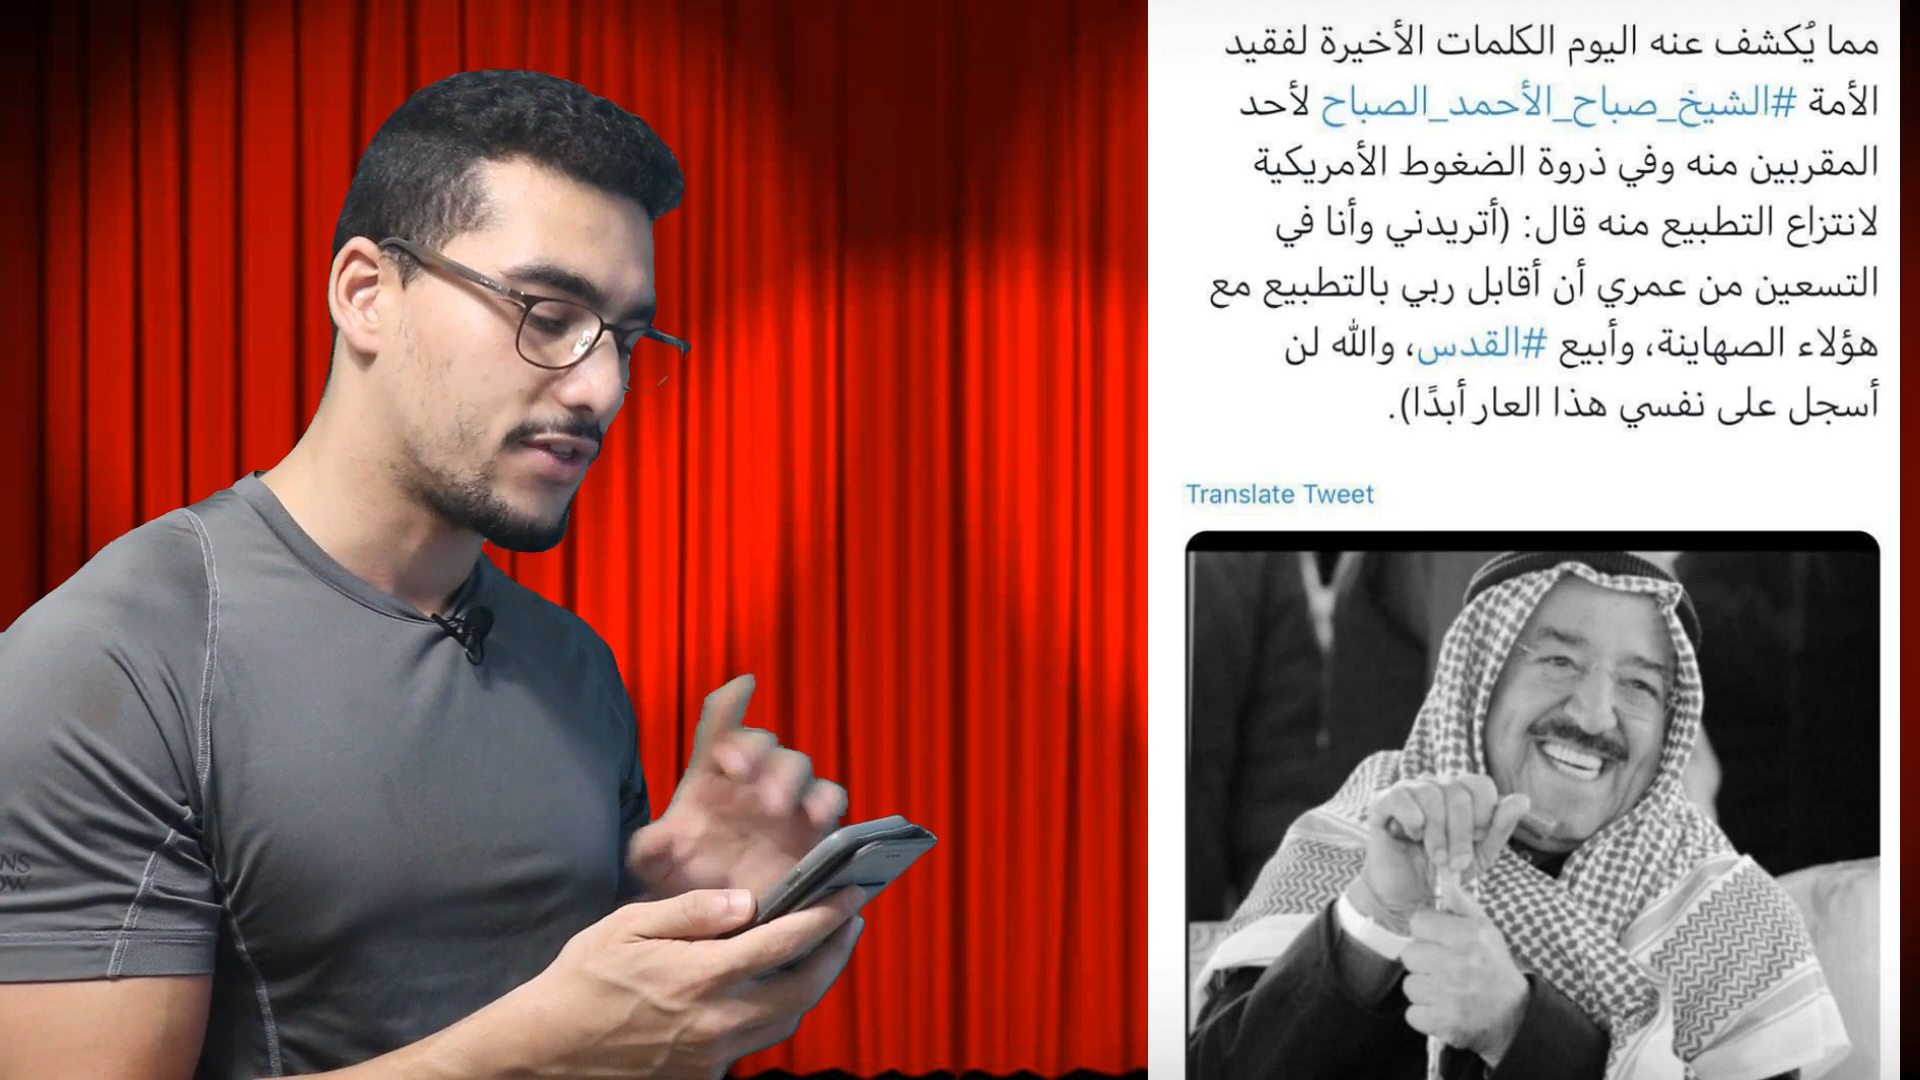 مما يُكشف عنه اليوم الكلمات الأخيرة لفقيد
الأمة #الشيخ_صباح_الأحمد_الصباح لأحد
المقربين منه وفي ذروة الضغوط الأمريكية
لانتزاع التطبيع منه قال: (أتريدني وأنا في
التسعين من عمري أن أقابل ربي بالتطبيع مع
هؤلاء الصهاينة، وأبيع #القدس، والله لن
أسجل على نفسي هذا العار أبدًا).
Translate Tweet
NS
OW